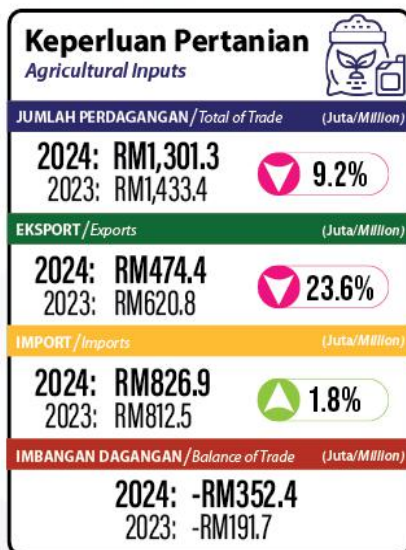 Keperluan Pertanian
Agricultural Inputs
JUMLAH PERDAGANGAN/Total of Trade (Juta/Million)
2024: RM1,301.3
2023: RM1,433.4
9.2%
EKSPORT/Exports (Juta/Million)
2024: RM474.4
2023: RM620.8
23.6%
IMPORT/Imports (Juta/Million)
2024: RM826.9
2023: RM812.5
1.8%
IMBANGAN DAGANGAN/Balance of Trade (Juta/Million)
2024: -RM352.4
2023: -RM191.7